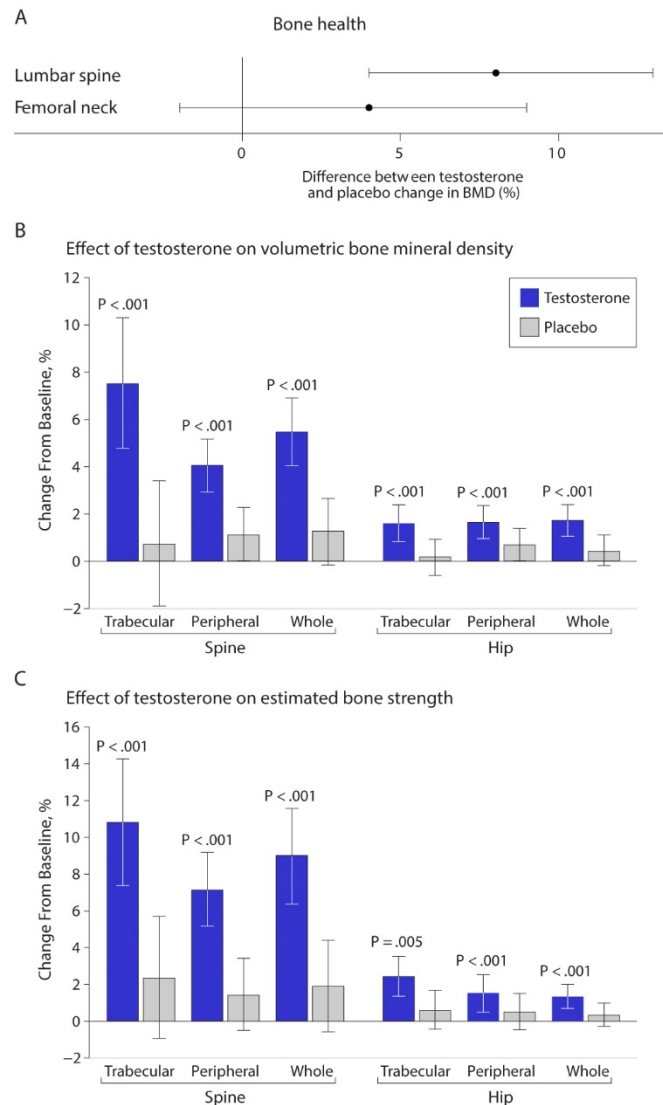 A
Bone health
Lumbar spine
Femoral neck
0 5 10
Difference between testosterone
and placebo change in BMD (%)
B
Effect of testosterone on volumetric bone mineral density
12
10
8
6
4
2
0
−2
Change From Baseline, %
P < .001
P < .001
P < .001
P < .001 P < .001 P < .001
Testosterone
Placebo
Trabecular Peripheral Whole Trabecular Peripheral Whole
Spine Hip
C
Effect of testosterone on estimated bone strength
16
14
12
10
8
6
4
2
0
−2
Change From Baseline, %
P < .001
P < .001
P < .001
P = .005
P < .001
P < .001
Trabecular Peripheral Whole Trabecular Peripheral Whole
Spine Hip